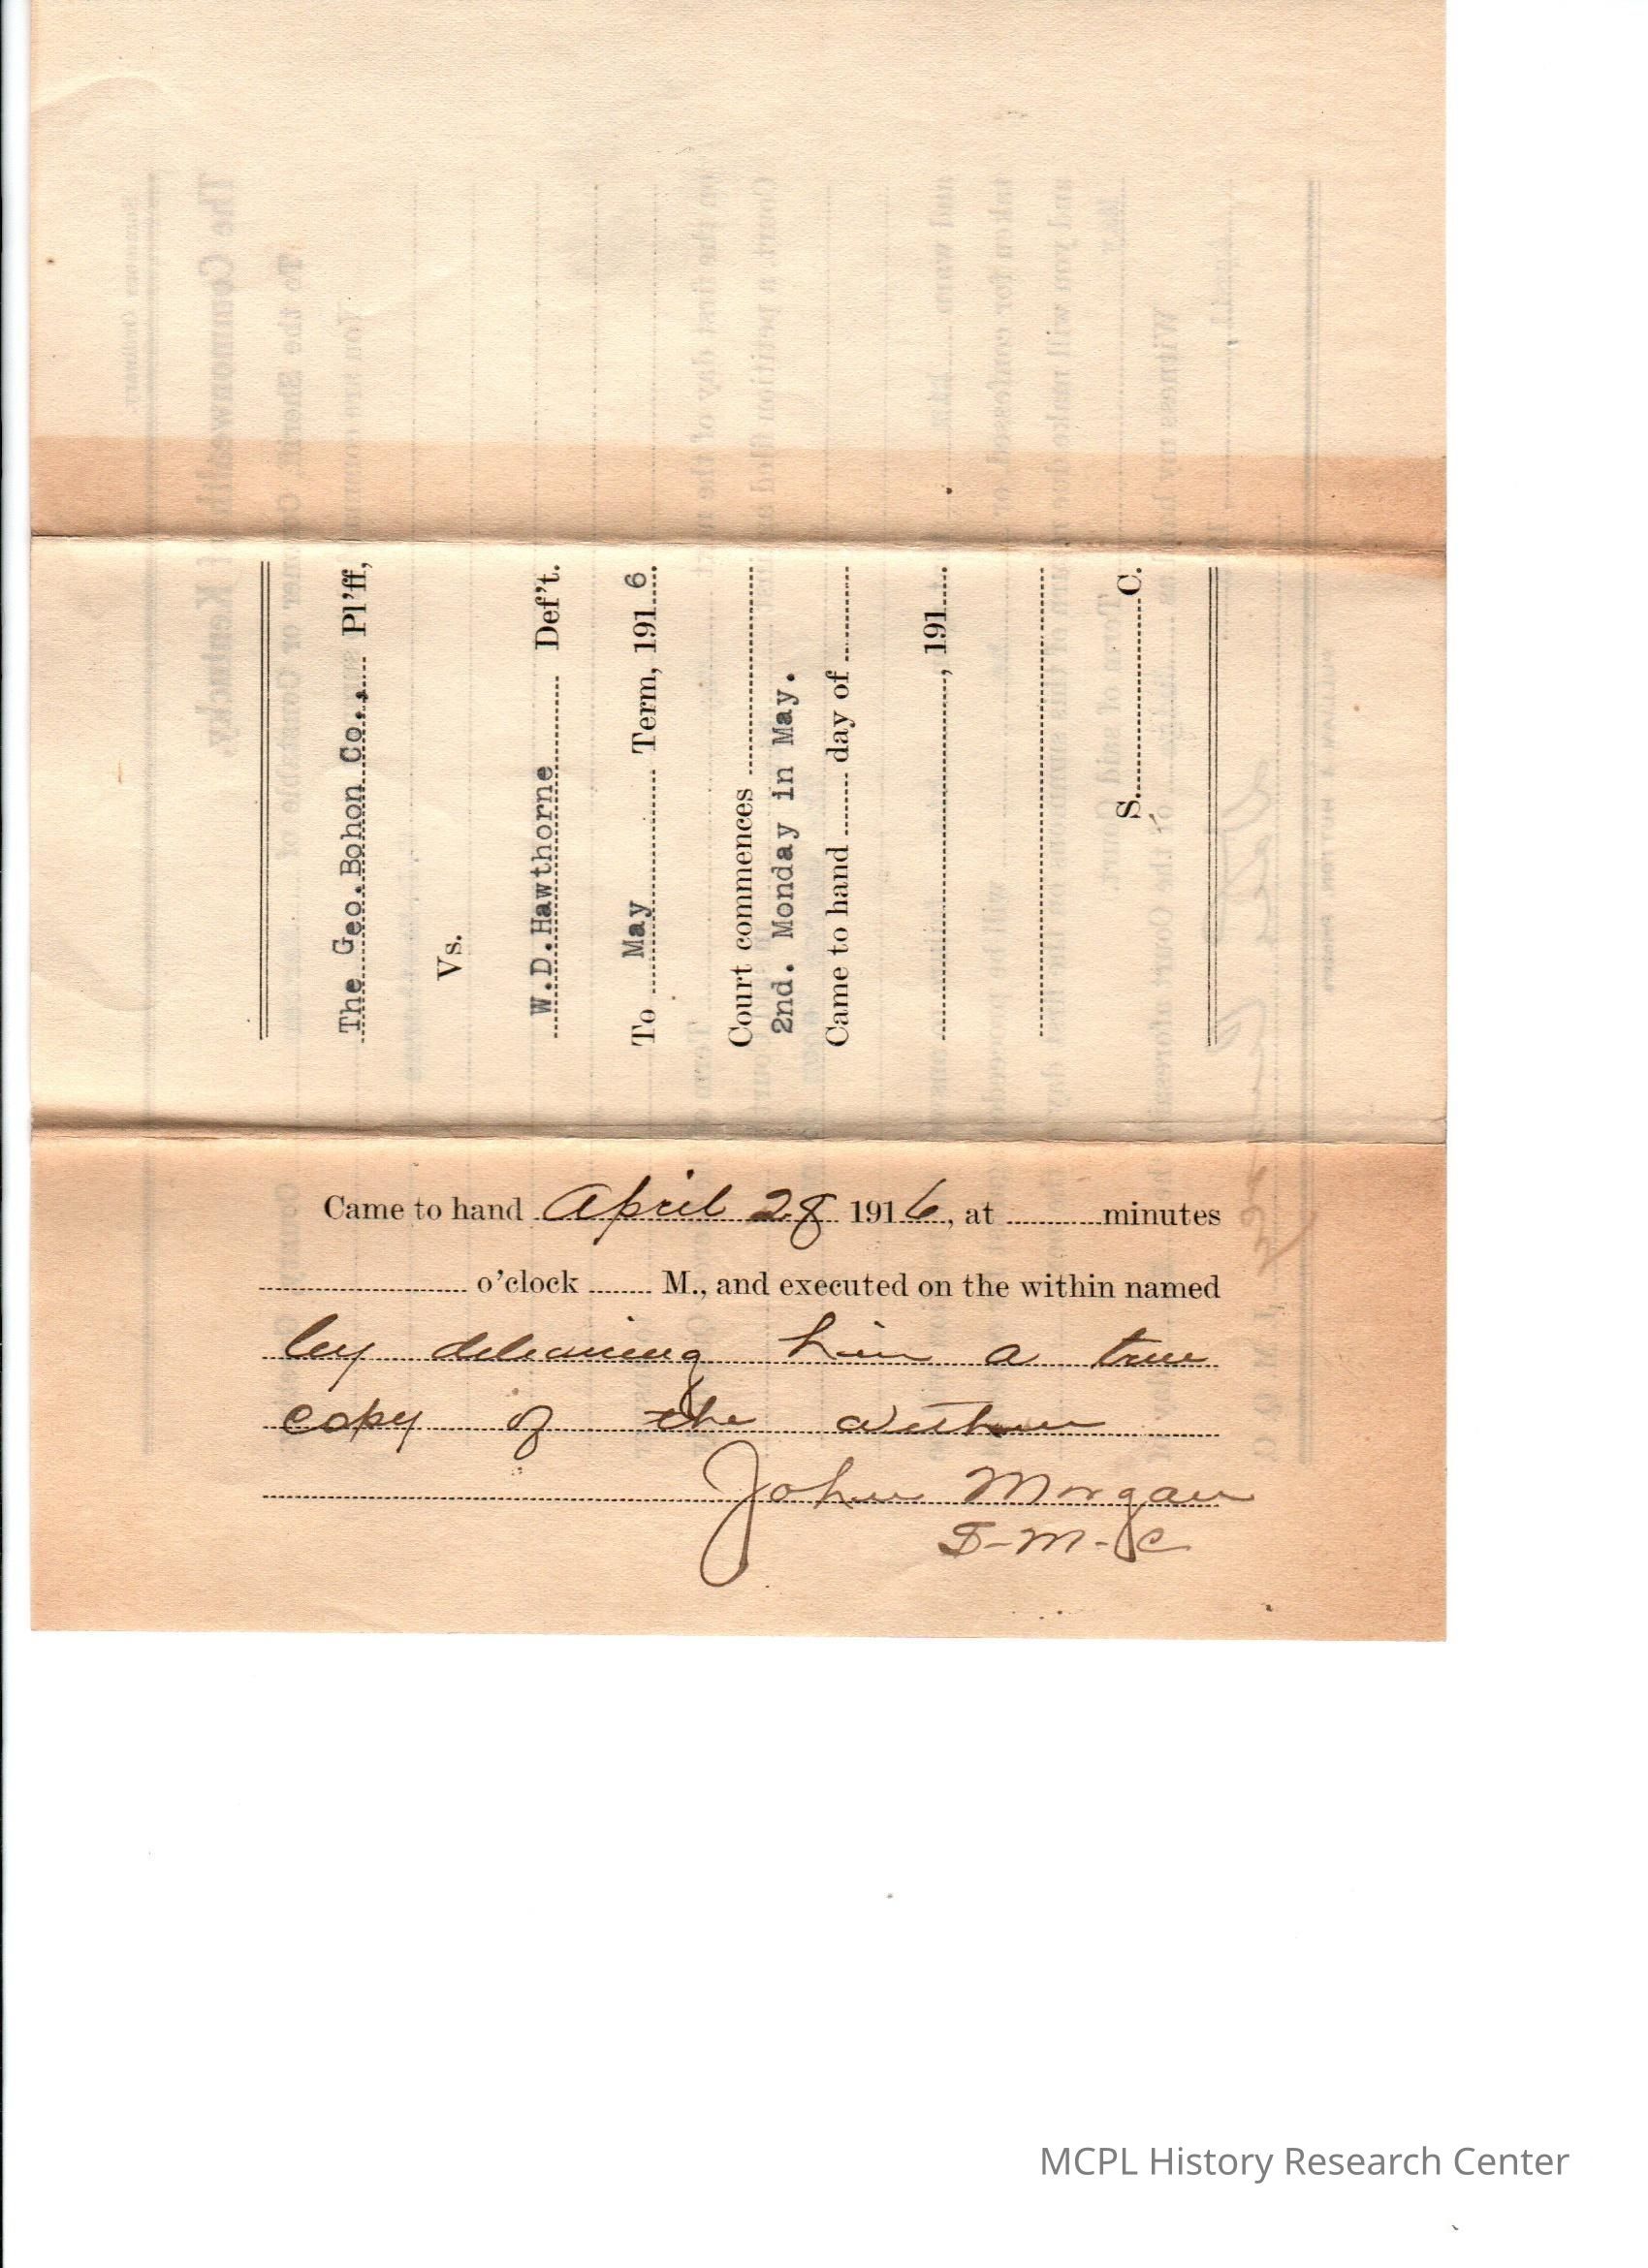 The Geo. Bohon Co., Pl'ff,
Vs.
W.D. Hawthorne Def't.
To May Term, 1916.
Court commences
2nd. Monday in May.
Came to hand day of
, 191
S. C.
Came to hand April 28 1916, at minutes
o'clock M., and executed on the within named
by delivering him a true
copy of the within
John Morgan
S-M-C
MCPL History Research Center